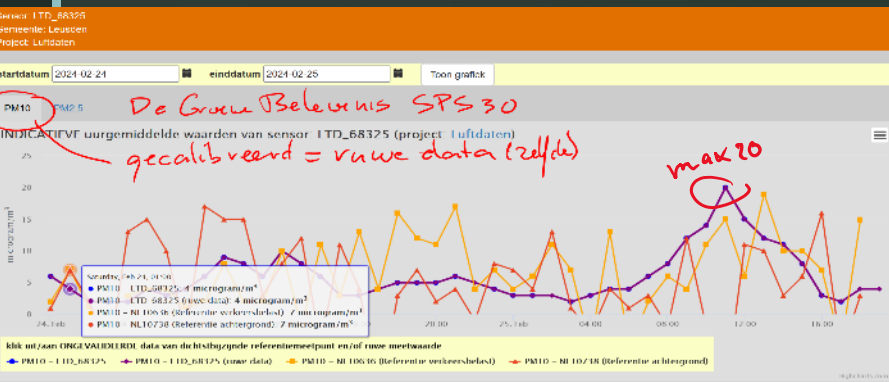 Sensor: LTD_68325
Gemeente: Leusden
Project: Luftdaten
startdatum 2024-02-24 einddatum 2024-02-25 Toon grafiek
PM10 PM2.5 De Groene Belevenis SPS30
INDICATIEVE uurgemiddelde waarden van sensor LTD_68325 (project: Luftdaten)
gecalibreerd = ruwe data (zelfde)
max 20
microgram/m³
25
20
15
10
5
0
Saturday, Feb 24, 01:00
PM10 - LTD_68325: 4 microgram/m³
PM10 - LTD_68325 (ruwe data): 4 microgram/m³
PM10 - NL10636 (Referentie verkeersbelast): 7 microgram/m³
PM10 - NL10738 (Referentie achtergrond): 7 microgram/m³
24. Feb 20:00 25. Feb 04:00 08:00 12:00 16:00
klik uit/aan ONGEVALIDEERDE data van dichtstbijzijnde referentiemeetpunt en/of ruwe meetwaarde
PM10 - LTD_68325 PM10 - LTD_68325 (ruwe data) PM10 - NL10636 (Referentie verkeersbelast) PM10 - NL10738 (Referentie achtergrond)
Highcharts.com